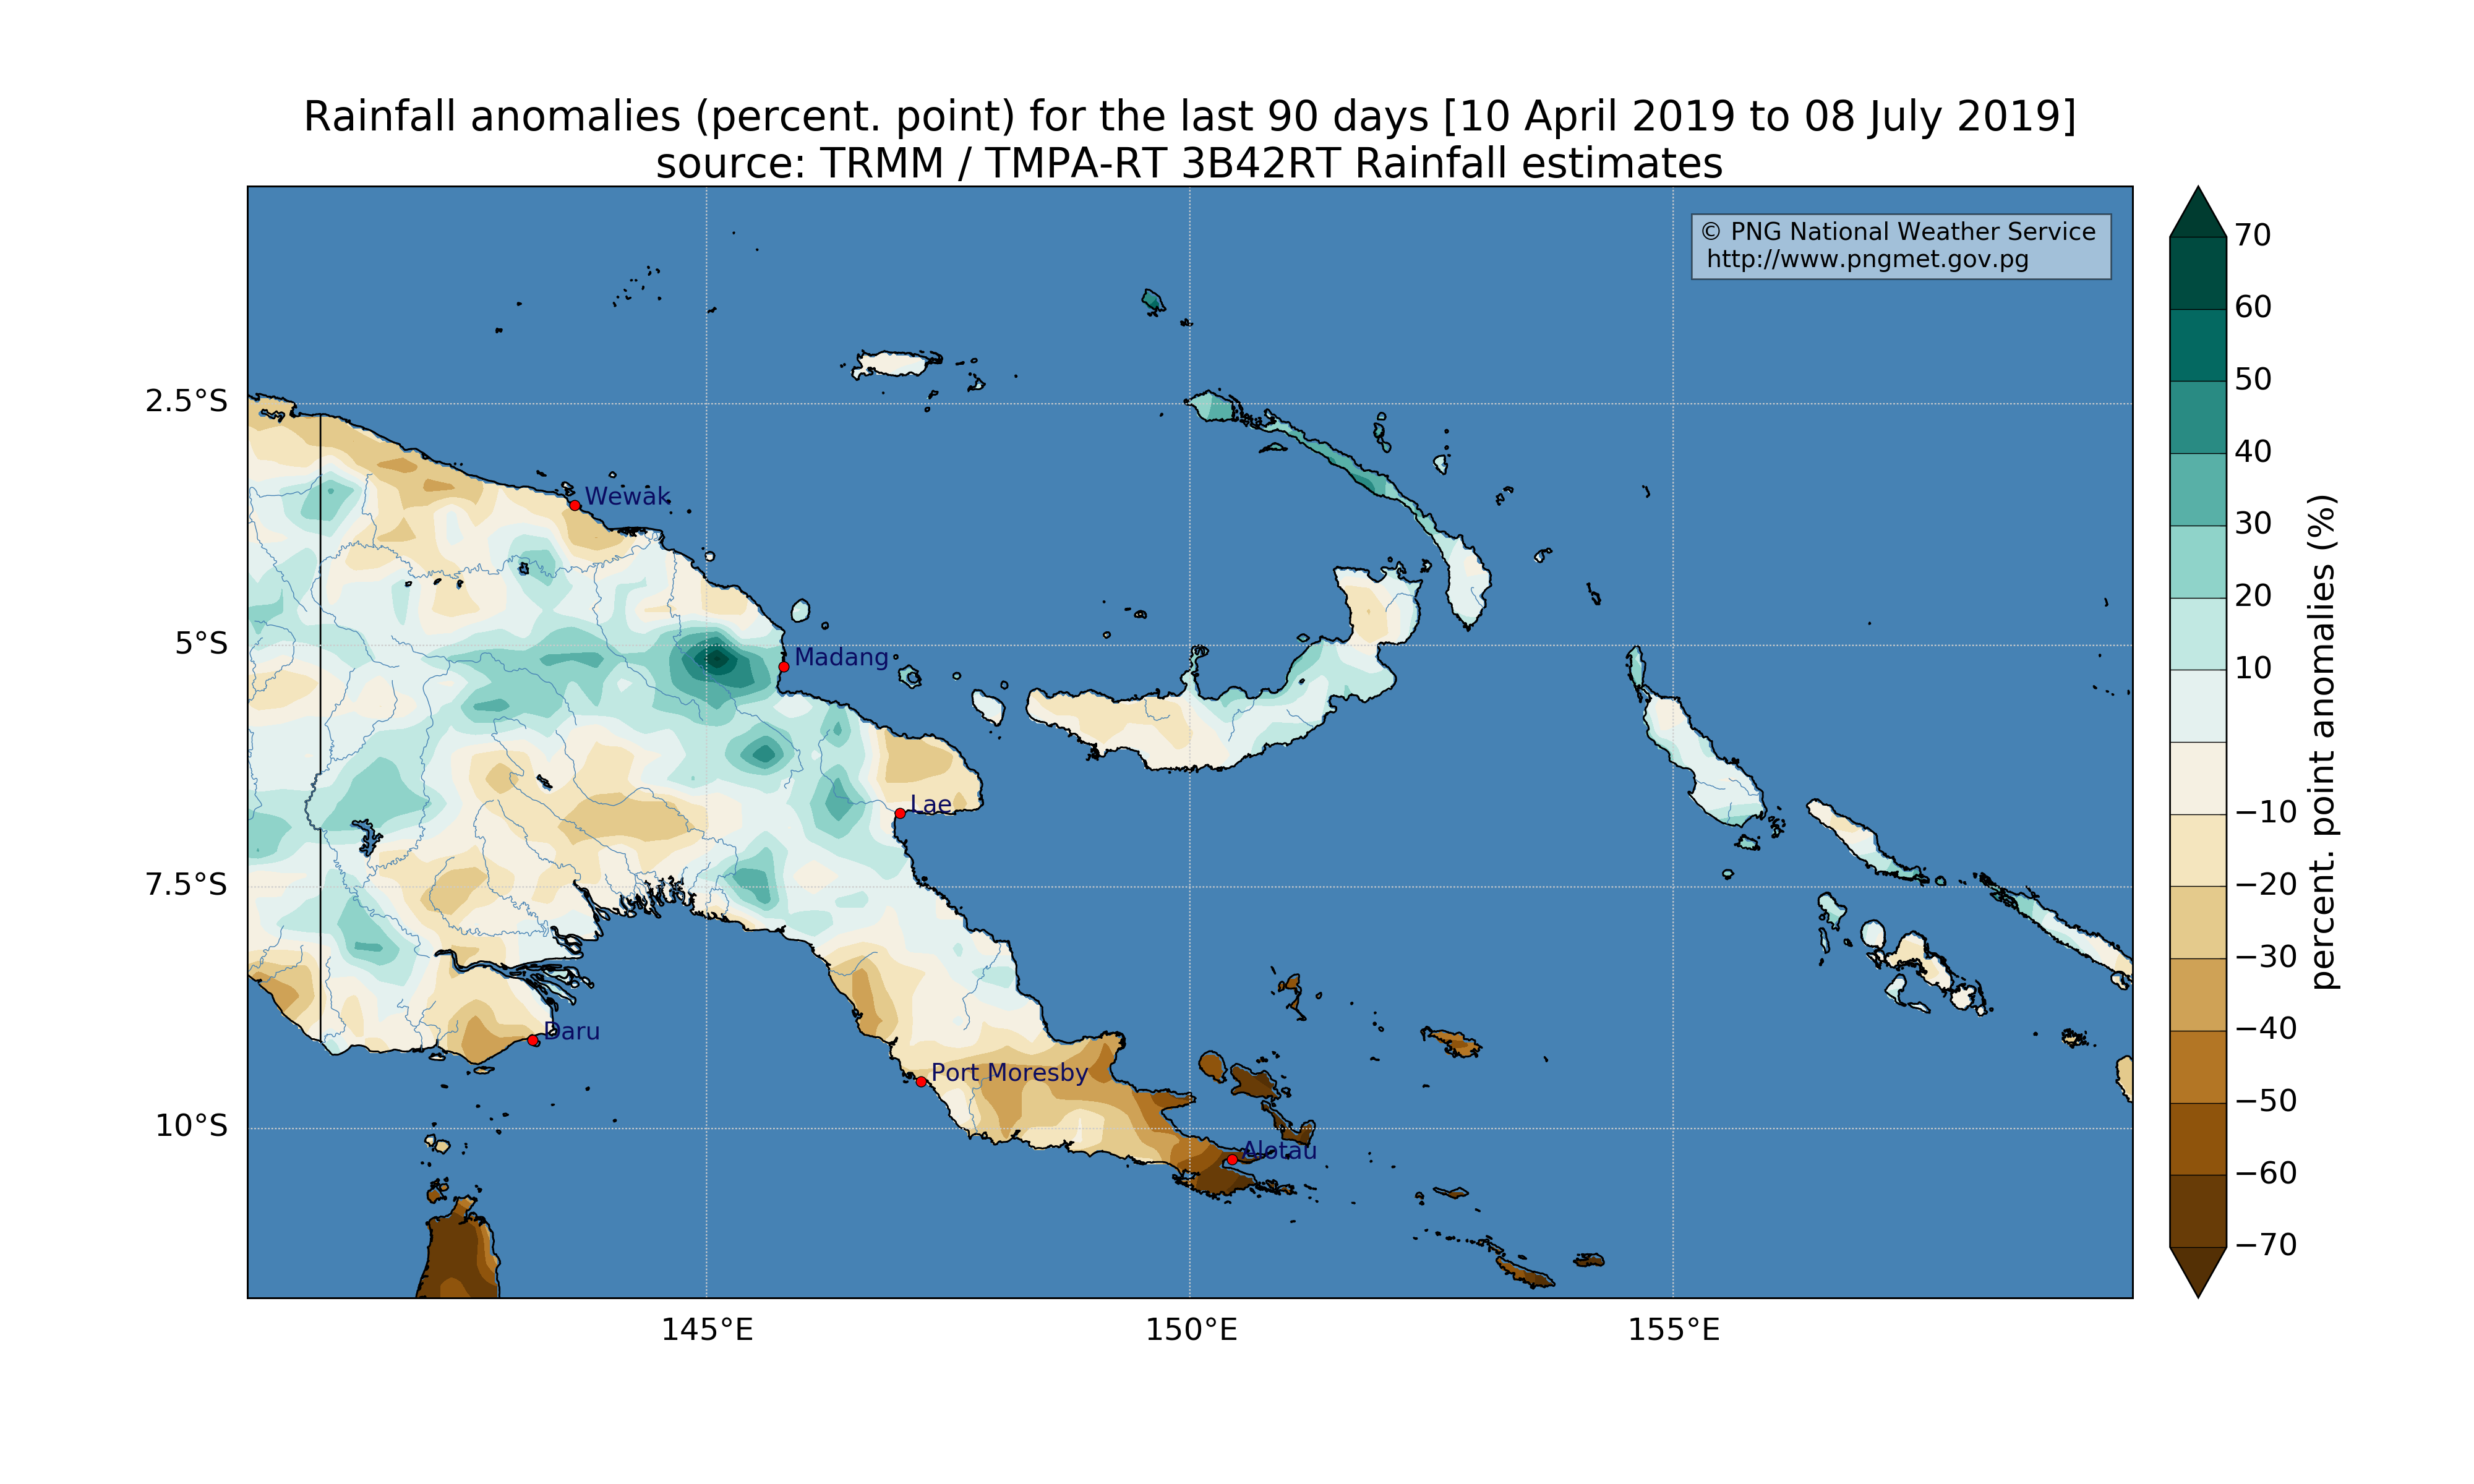 Rainfall anomalies (percent. point) for the last 90 days [10 April 2019 to 08 July 2019]
source: TRMM / TMPA-RT 3B42RT Rainfall estimates
© PNG National Weather Service
http://www.pngmet.gov.pg
2.5°S
5°S
7.5°S
10°S
145°E
150°E
155°E
Wewak
Madang
Lae
Daru
Port Moresby
Alotau
70
60
50
40
30
20
10
−10
−20
−30
−40
−50
−60
−70
percent. point anomalies (%)